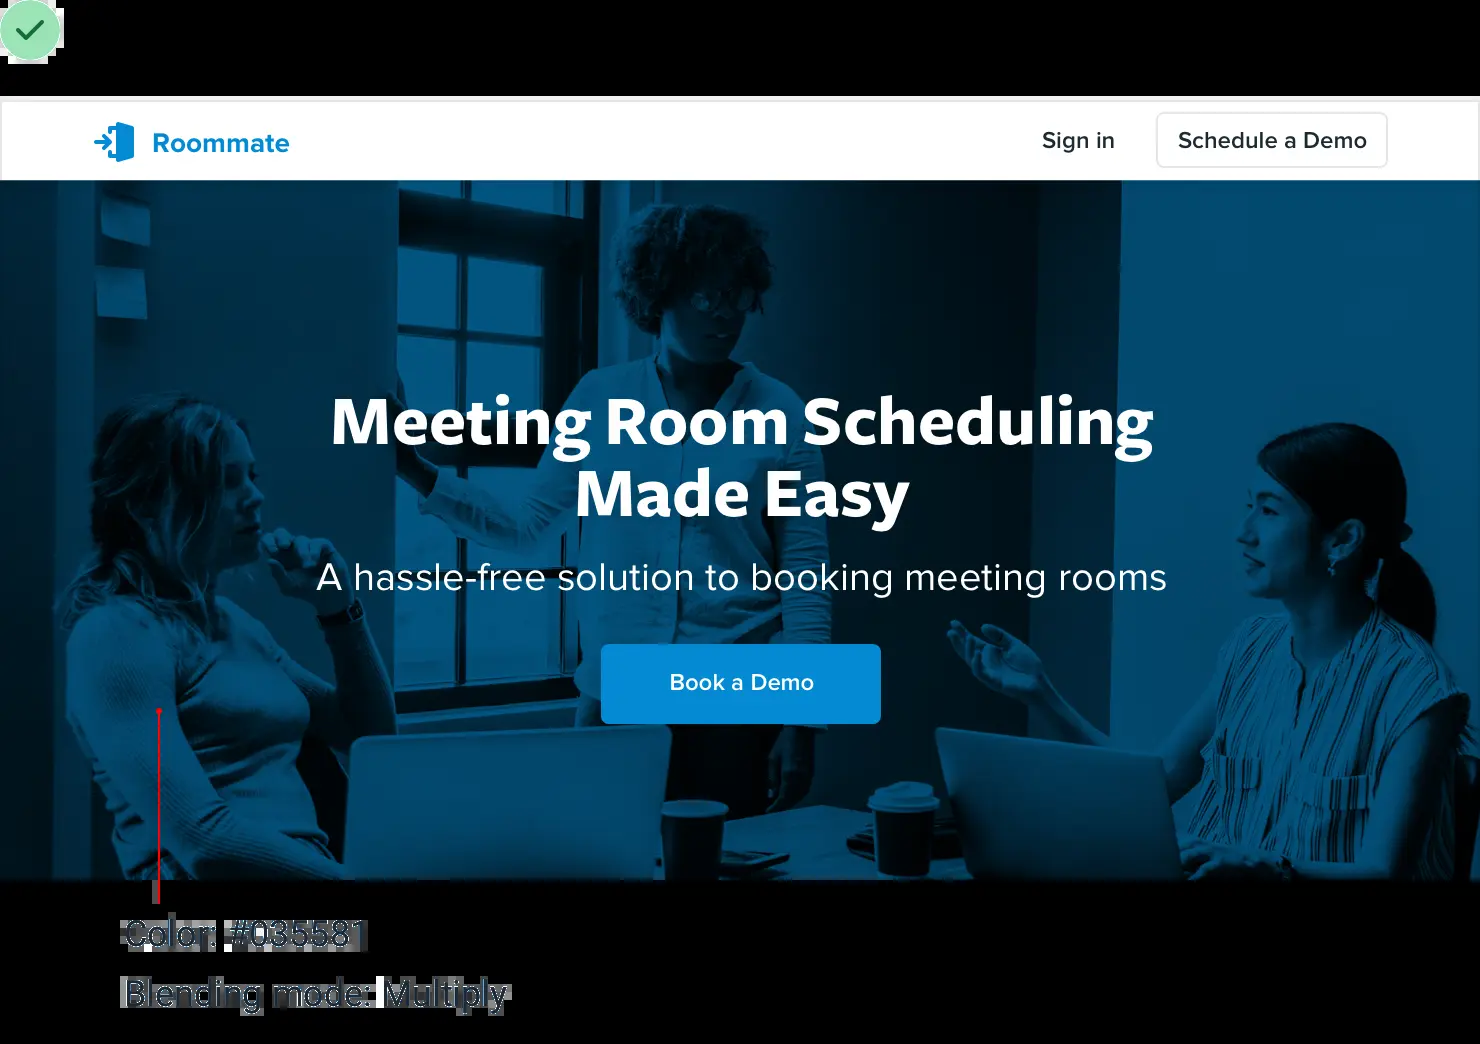 Roommate
Sign in
Schedule a Demo
Meeting Room Scheduling
Made Easy
A hassle-free solution to booking meeting rooms
Book a Demo
Color: #035581
Blending mode: Multiply